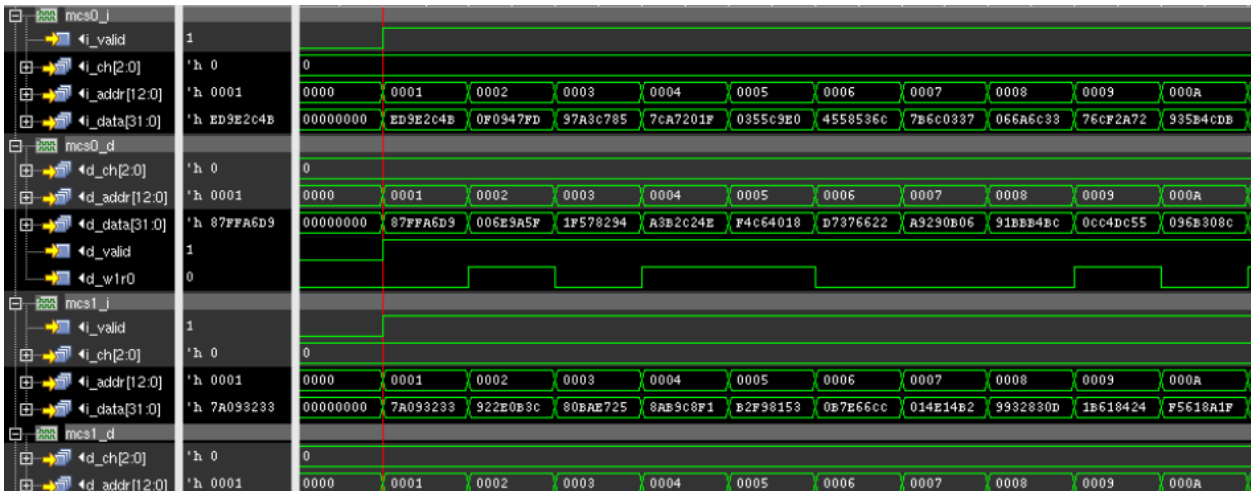 mcs0_i
i_valid 1
i_ch[2:0] 'h 0 0
i_addr[12:0] 'h 0001 0000 0001 0002 0003 0004 0005 0006 0007 0008 0009 000A
i_data[31:0] 'h ED9E2C4B 00000000 ED9E2C4B 0F0947FD 97A3C785 7CA7201F 0355C9E0 4558536C 7B6C0337 066A6C33 76CF2A72 935B4CDB
mcs0_d
d_ch[2:0] 'h 0 0
d_addr[12:0] 'h 0001 0000 0001 0002 0003 0004 0005 0006 0007 0008 0009 000A
d_data[31:0] 'h 87FFA6D9 00000000 87FFA6D9 006E9A5F 1F578294 A3B2C24E F4C64018 D7376622 A9290B06 91BBB4BC 0CC4DC55 096B308C
d_valid 1
d_w1r0 0
mcs1_i
i_valid 1
i_ch[2:0] 'h 0 0
i_addr[12:0] 'h 0001 0000 0001 0002 0003 0004 0005 0006 0007 0008 0009 000A
i_data[31:0] 'h 7A093233 00000000 7A093233 922E0B3C 80BAE725 8AB9C8F1 B2F98153 0B7E66CC 014E14B2 9932830D 1B618424 F5618A1F
mcs1_d
d_ch[2:0] 'h 0 0
d_addr[12:0] 'h 0001 0000 0001 0002 0003 0004 0005 0006 0007 0008 0009 000A